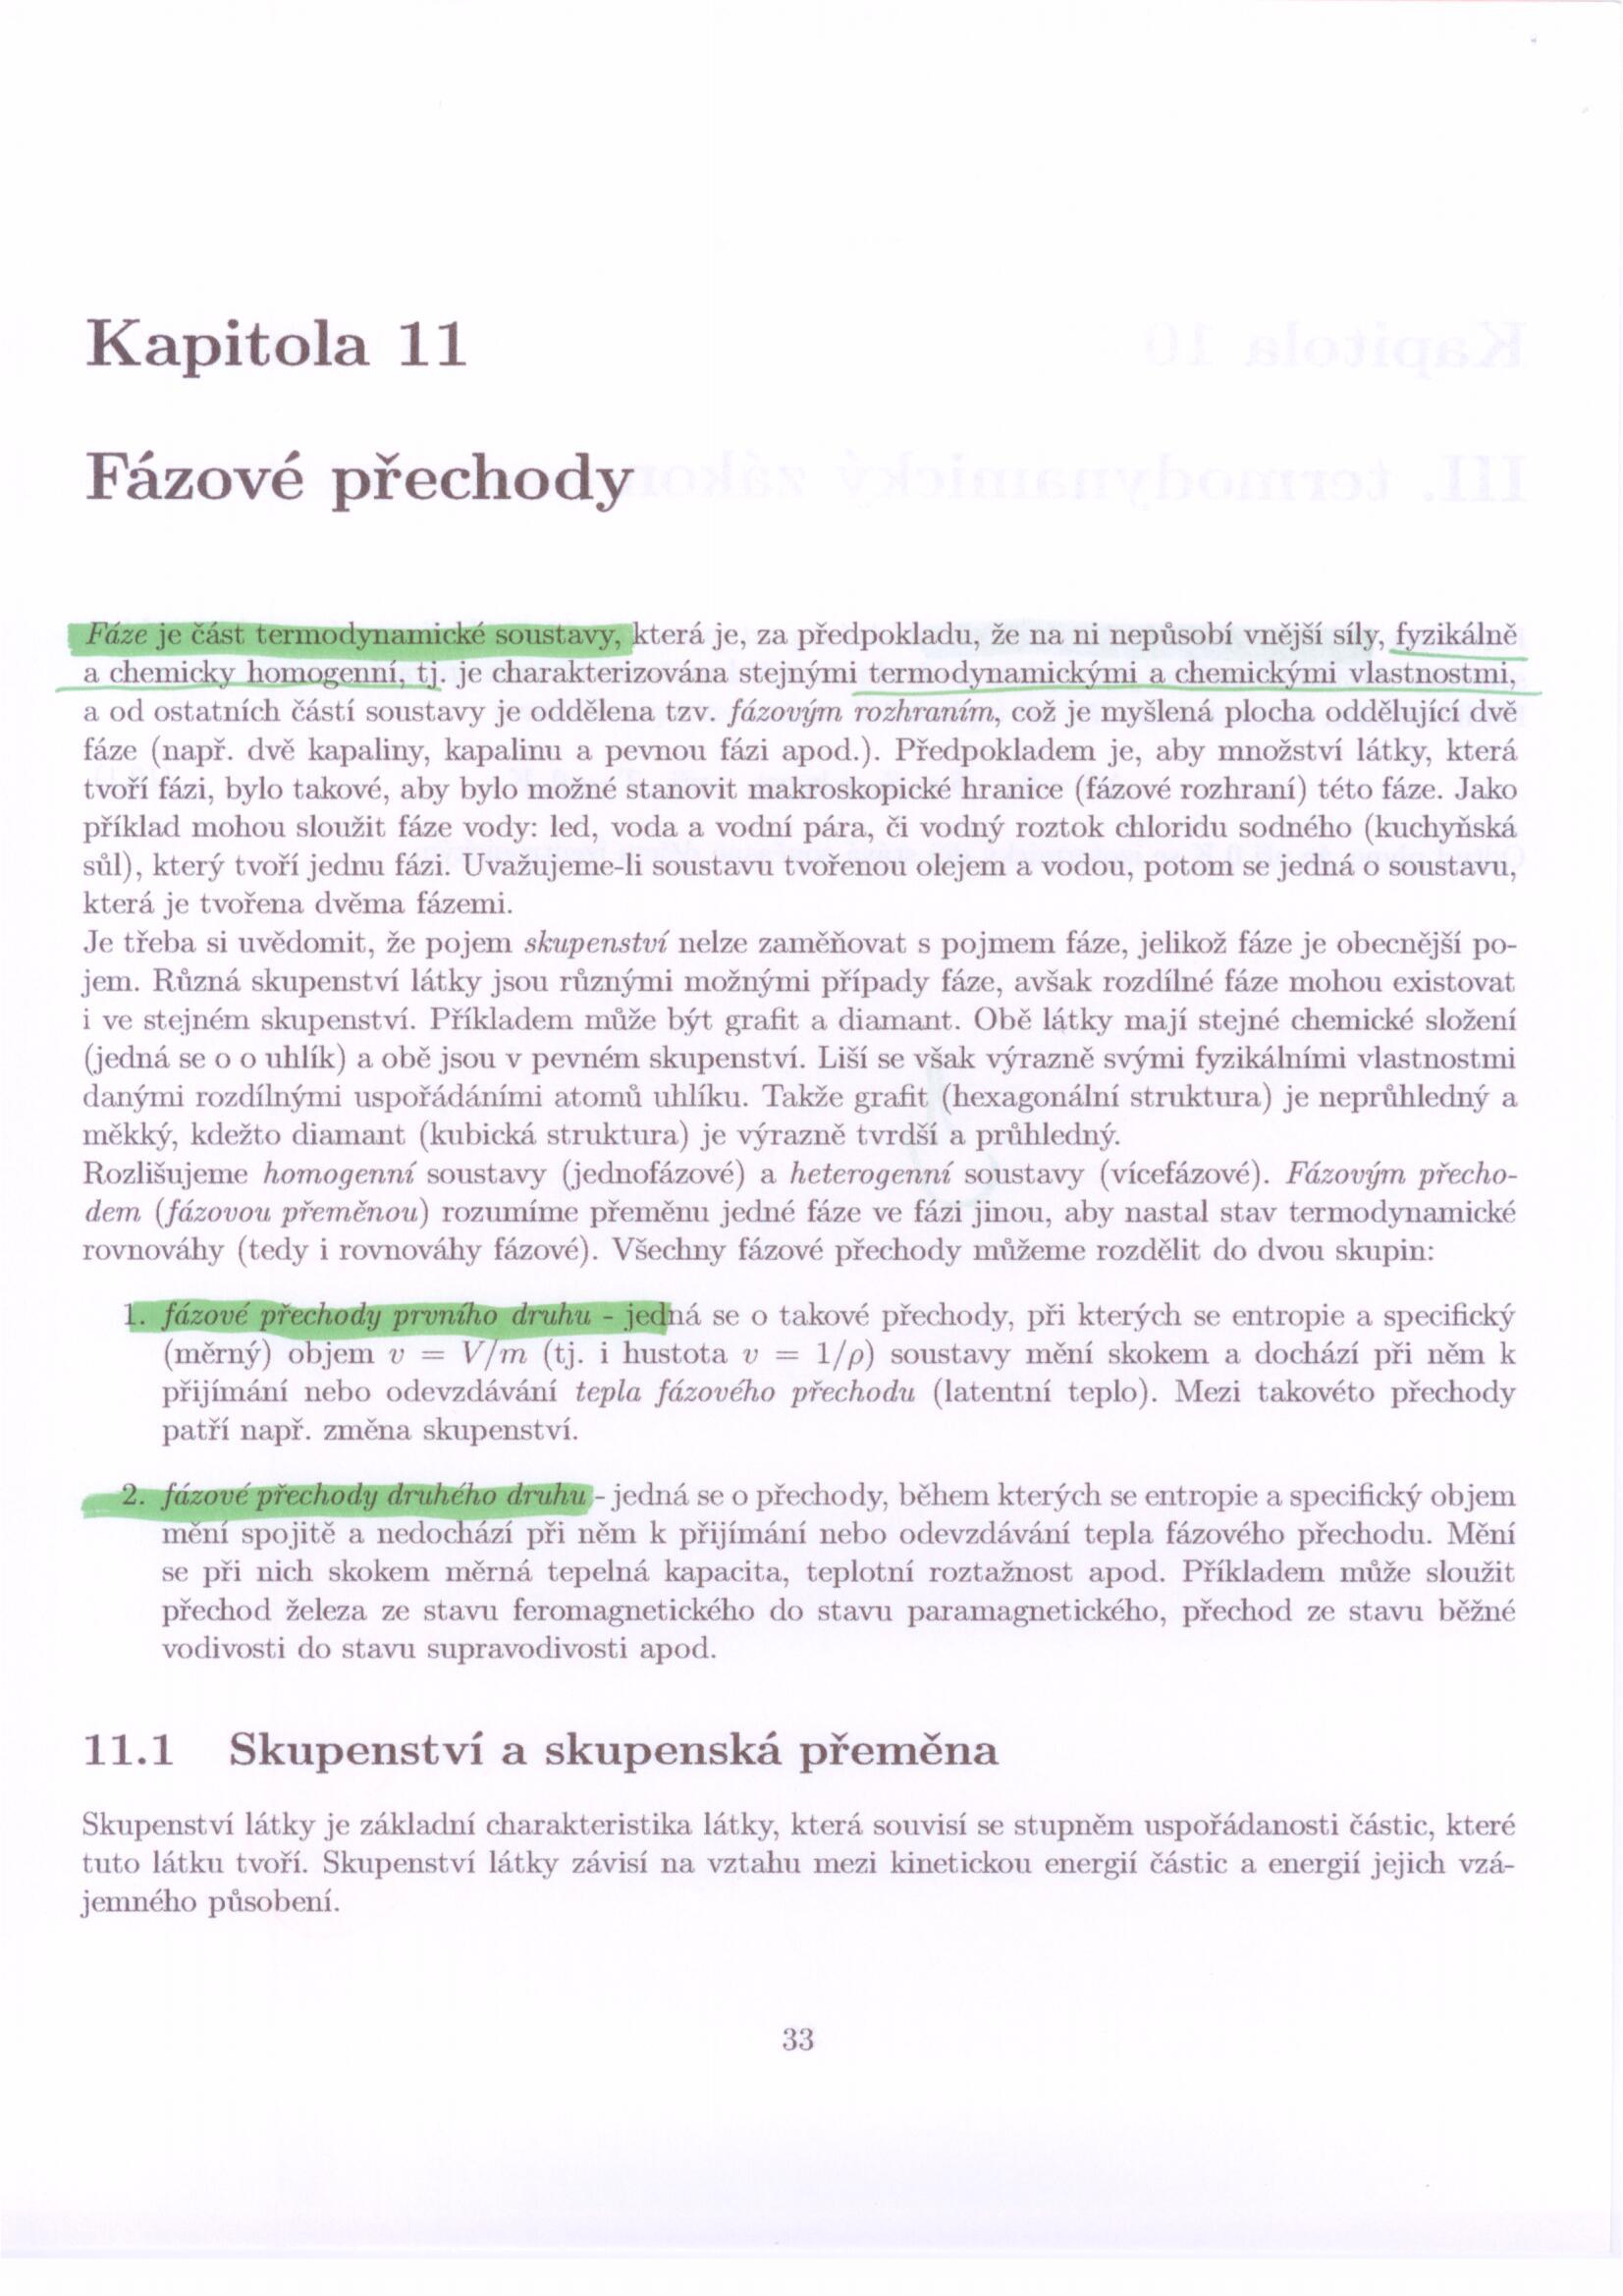 Kapitola 11
Fázové přechody
Fáze je část termodynamické soustavy, která je, za předpokladu, že na ni nepůsobí vnější síly, fyzikálně
a chemicky homogenní, tj. je charakterizována stejnými termodynamickými a chemickými vlastnostmi,
a od ostatních částí soustavy je oddělena tzv. fázovým rozhraním, což je myšlená plocha oddělující dvě
fáze (např. dvě kapaliny, kapalinu a pevnou fázi apod.). Předpokladem je, aby množství látky, která
tvoří fázi, bylo takové, aby bylo možné stanovit makroskopické hranice (fázové rozhraní) této fáze. Jako
příklad mohou sloužit fáze vody: led, voda a vodní pára, či vodný roztok chloridu sodného (kuchyňská
sůl), který tvoří jednu fázi. Uvažujeme-li soustavu tvořenou olejem a vodou, potom se jedná o soustavu,
která je tvořena dvěma fázemi.
Je třeba si uvědomit, že pojem skupenství nelze zaměňovat s pojmem fáze, jelikož fáze je obecnější po-
jem. Různá skupenství látky jsou různými možnými případy fáze, avšak rozdílné fáze mohou existovat
i ve stejném skupenství. Příkladem může být grafit a diamant. Obě látky mají stejné chemické složení
(jedná se o o uhlík) a obě jsou v pevném skupenství. Liší se však výrazně svými fyzikálními vlastnostmi
danými rozdílnými uspořádáními atomů uhlíku. Takže grafit (hexagonální struktura) je neprůhledný a
měkký, kdežto diamant (kubická struktura) je výrazně tvrdší a průhledný.
Rozlišujeme homogenní soustavy (jednofázové) a heterogenní soustavy (vícefázové). Fázovým přecho-
dem (fázovou přeměnou) rozumíme přeměnu jedné fáze ve fázi jinou, aby nastal stav termodynamické
rovnováhy (tedy i rovnováhy fázové). Všechny fázové přechody můžeme rozdělit do dvou skupin:
1. fázové přechody prvního druhu - jedná se o takové přechody, při kterých se entropie a specifický
(měrný) objem v = V/m (tj. i hustota v = 1/ρ) soustavy mění skokem a dochází při něm k
přijímání nebo odevzdávání tepla fázového přechodu (latentní teplo). Mezi takovéto přechody
patří např. změna skupenství.
2. fázové přechody druhého druhu - jedná se o přechody, během kterých se entropie a specifický objem
mění spojitě a nedochází při něm k přijímání nebo odevzdávání tepla fázového přechodu. Mění
se při nich skokem měrná tepelná kapacita, teplotní roztažnost apod. Příkladem může sloužit
přechod železa ze stavu feromagnetického do stavu paramagnetického, přechod ze stavu běžné
vodivosti do stavu supravodivosti apod.
11.1 Skupenství a skupenská přeměna
Skupenství látky je základní charakteristika látky, která souvisí se stupněm uspořádanosti částic, které
tuto látku tvoří. Skupenství látky závisí na vztahu mezi kinetickou energií částic a energií jejich vzá-
jemného působení.
33